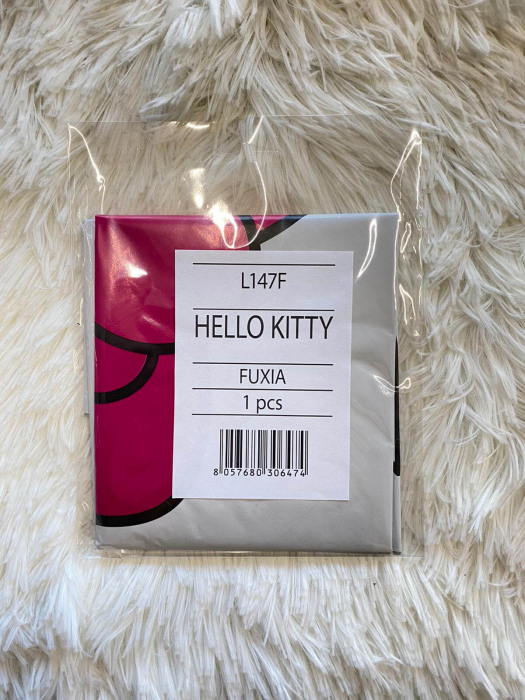 L147F
HELLO KITTY
FUXIA
1 pcs
8 057680 306474